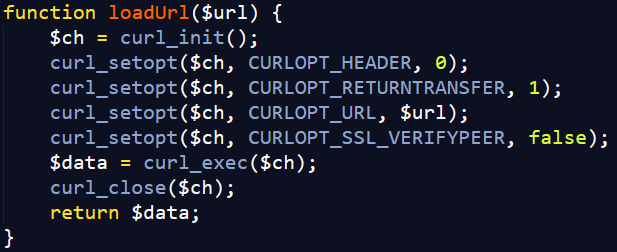 function loadUrl($url) {
    $ch = curl_init();
    curl_setopt($ch, CURLOPT_HEADER, 0);
    curl_setopt($ch, CURLOPT_RETURNTRANSFER, 1);
    curl_setopt($ch, CURLOPT_URL, $url);
    curl_setopt($ch, CURLOPT_SSL_VERIFYPEER, false);
    $data = curl_exec($ch);
    curl_close($ch);
    return $data;
}